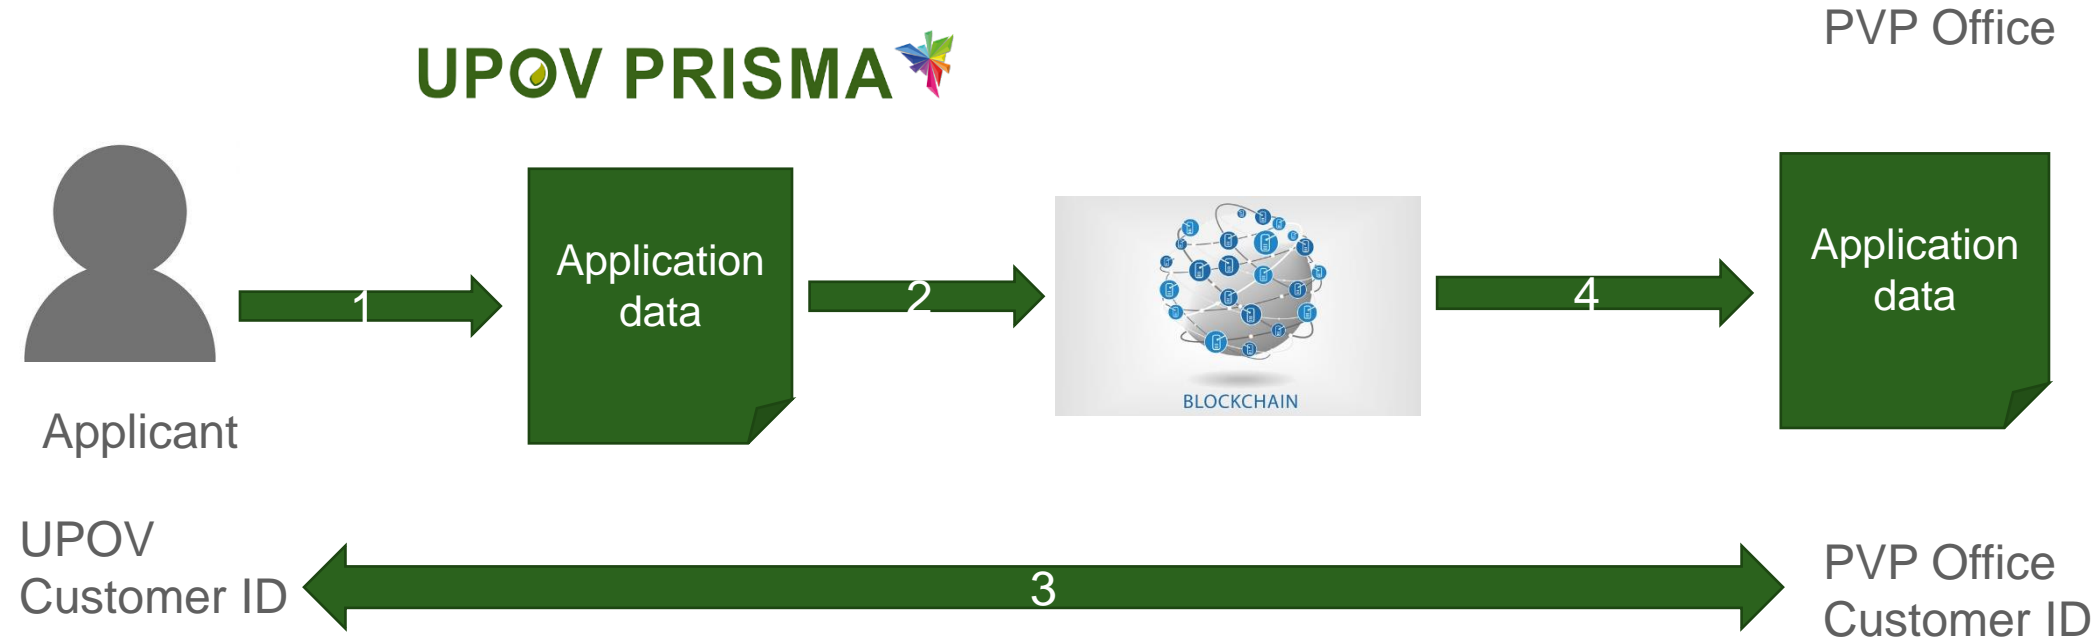 PVP Office
UPOV PRISMA
Application
data
Application
data
1
2
4
BLOCKCHAIN
Applicant
UPOV
Customer ID
3
PVP Office
Customer ID